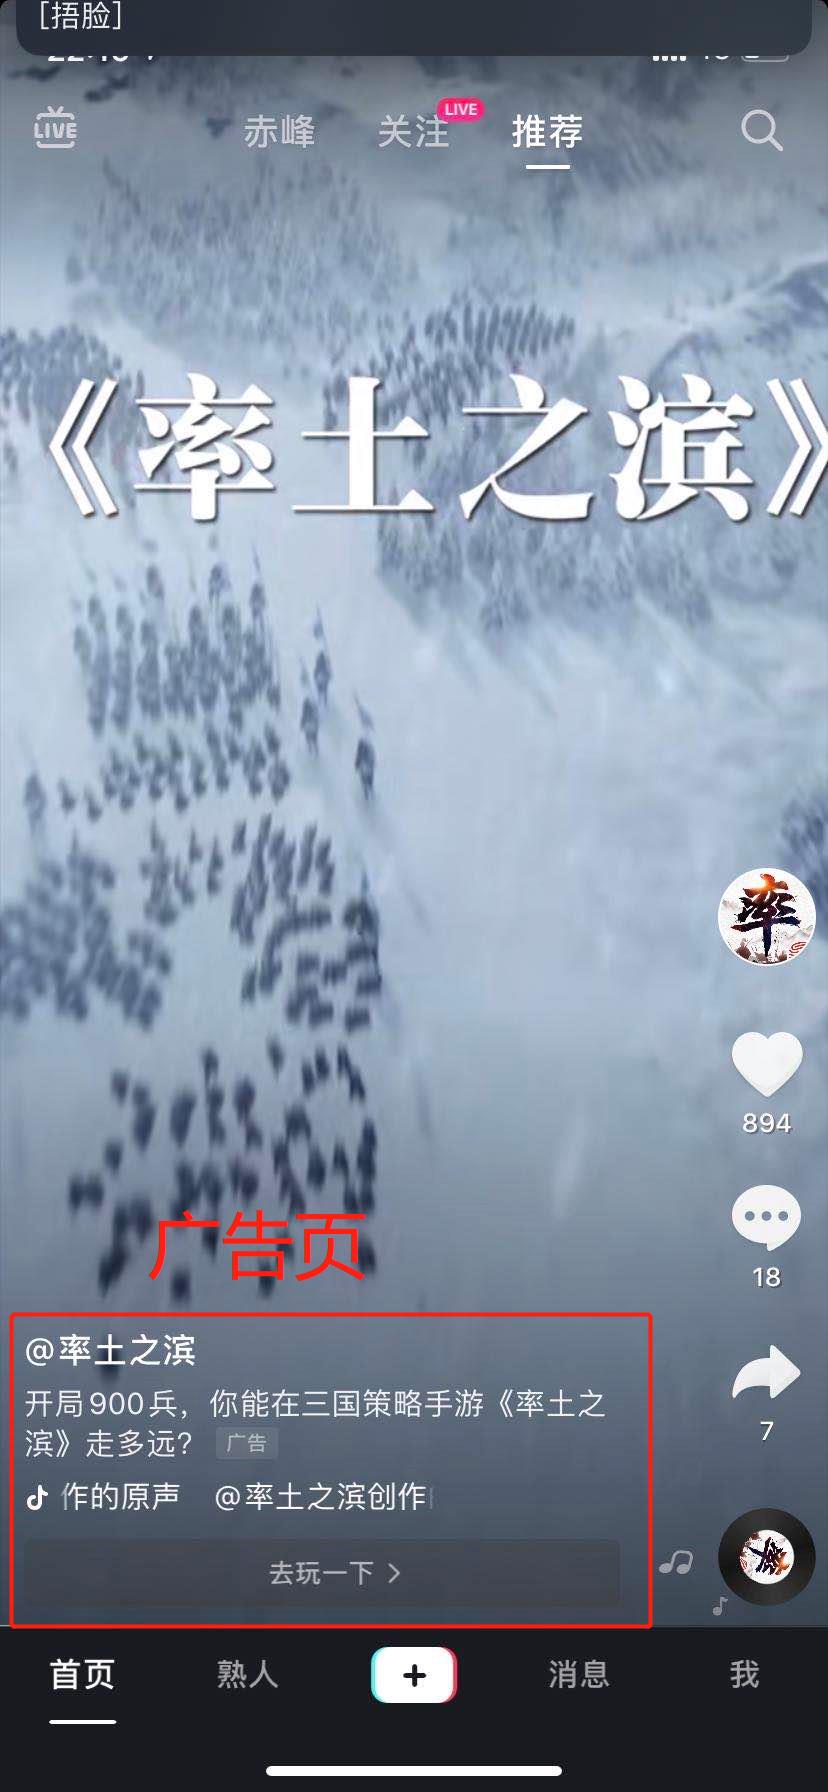 [捂脸]
LIVE
赤峰
关注
LIVE
推荐
《率土之滨》
率
894
18
7
广告页
@率土之滨
开局900兵，你能在三国策略手游《率土之
滨》走多远？ 广告
作的原声 @率土之滨创作
去玩一下 >
首页
熟人
消息
我